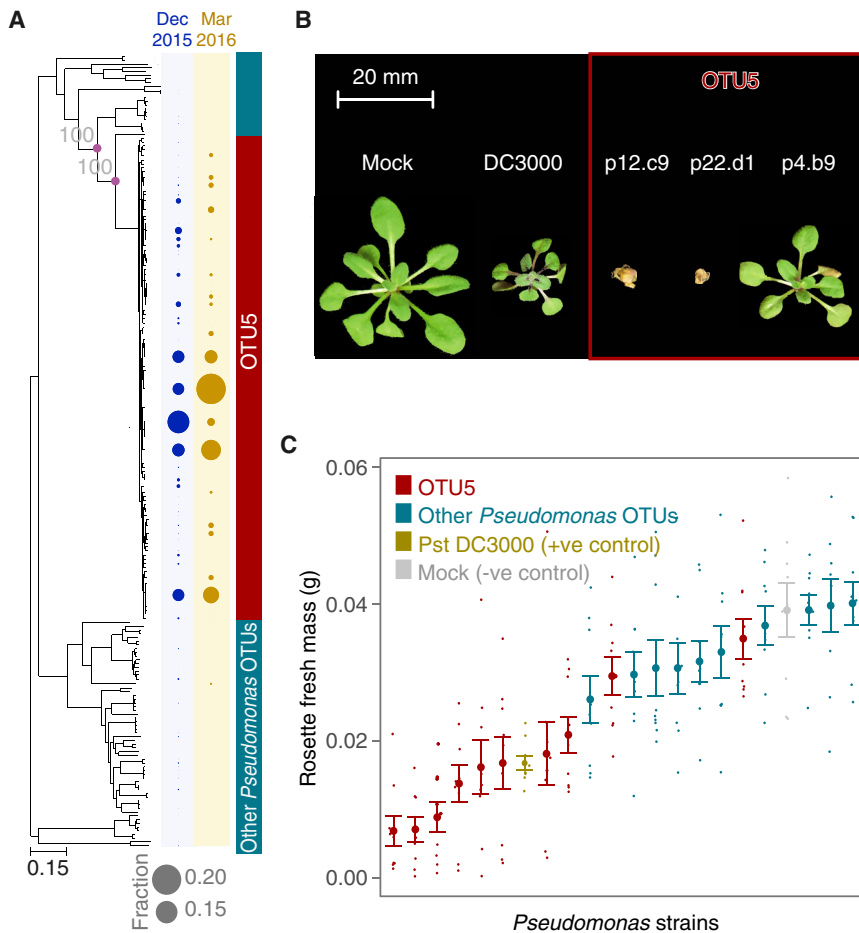 A
Dec
2015
Mar
2016
100
100
OTU5
Other Pseudomonas OTUs
0.15
Fraction
0.20
0.15
B
20 mm
OTU5
Mock
DC3000
p12.c9
p22.d1
p4.b9
C
0.06
0.04
0.02
0.00
Rosette fresh mass (g)
OTU5
Other Pseudomonas OTUs
Pst DC3000 (+ve control)
Mock (-ve control)
Pseudomonas strains